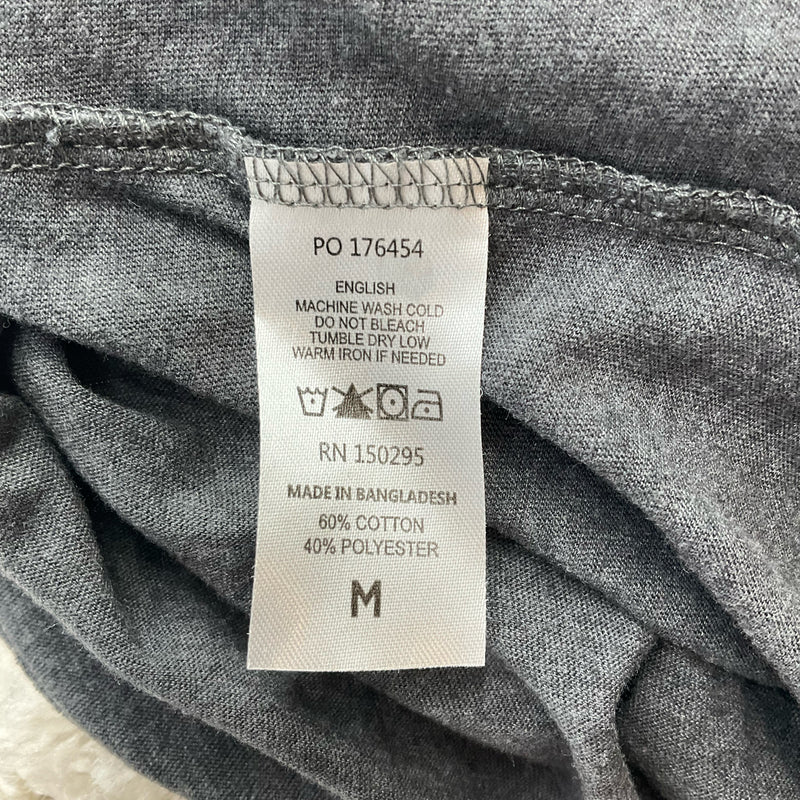 PO 176454
ENGLISH
MACHINE WASH COLD
DO NOT BLEACH
TUMBLE DRY LOW
WARM IRON IF NEEDED
RN 150295
MADE IN BANGLADESH
60% COTTON
40% POLYESTER
M